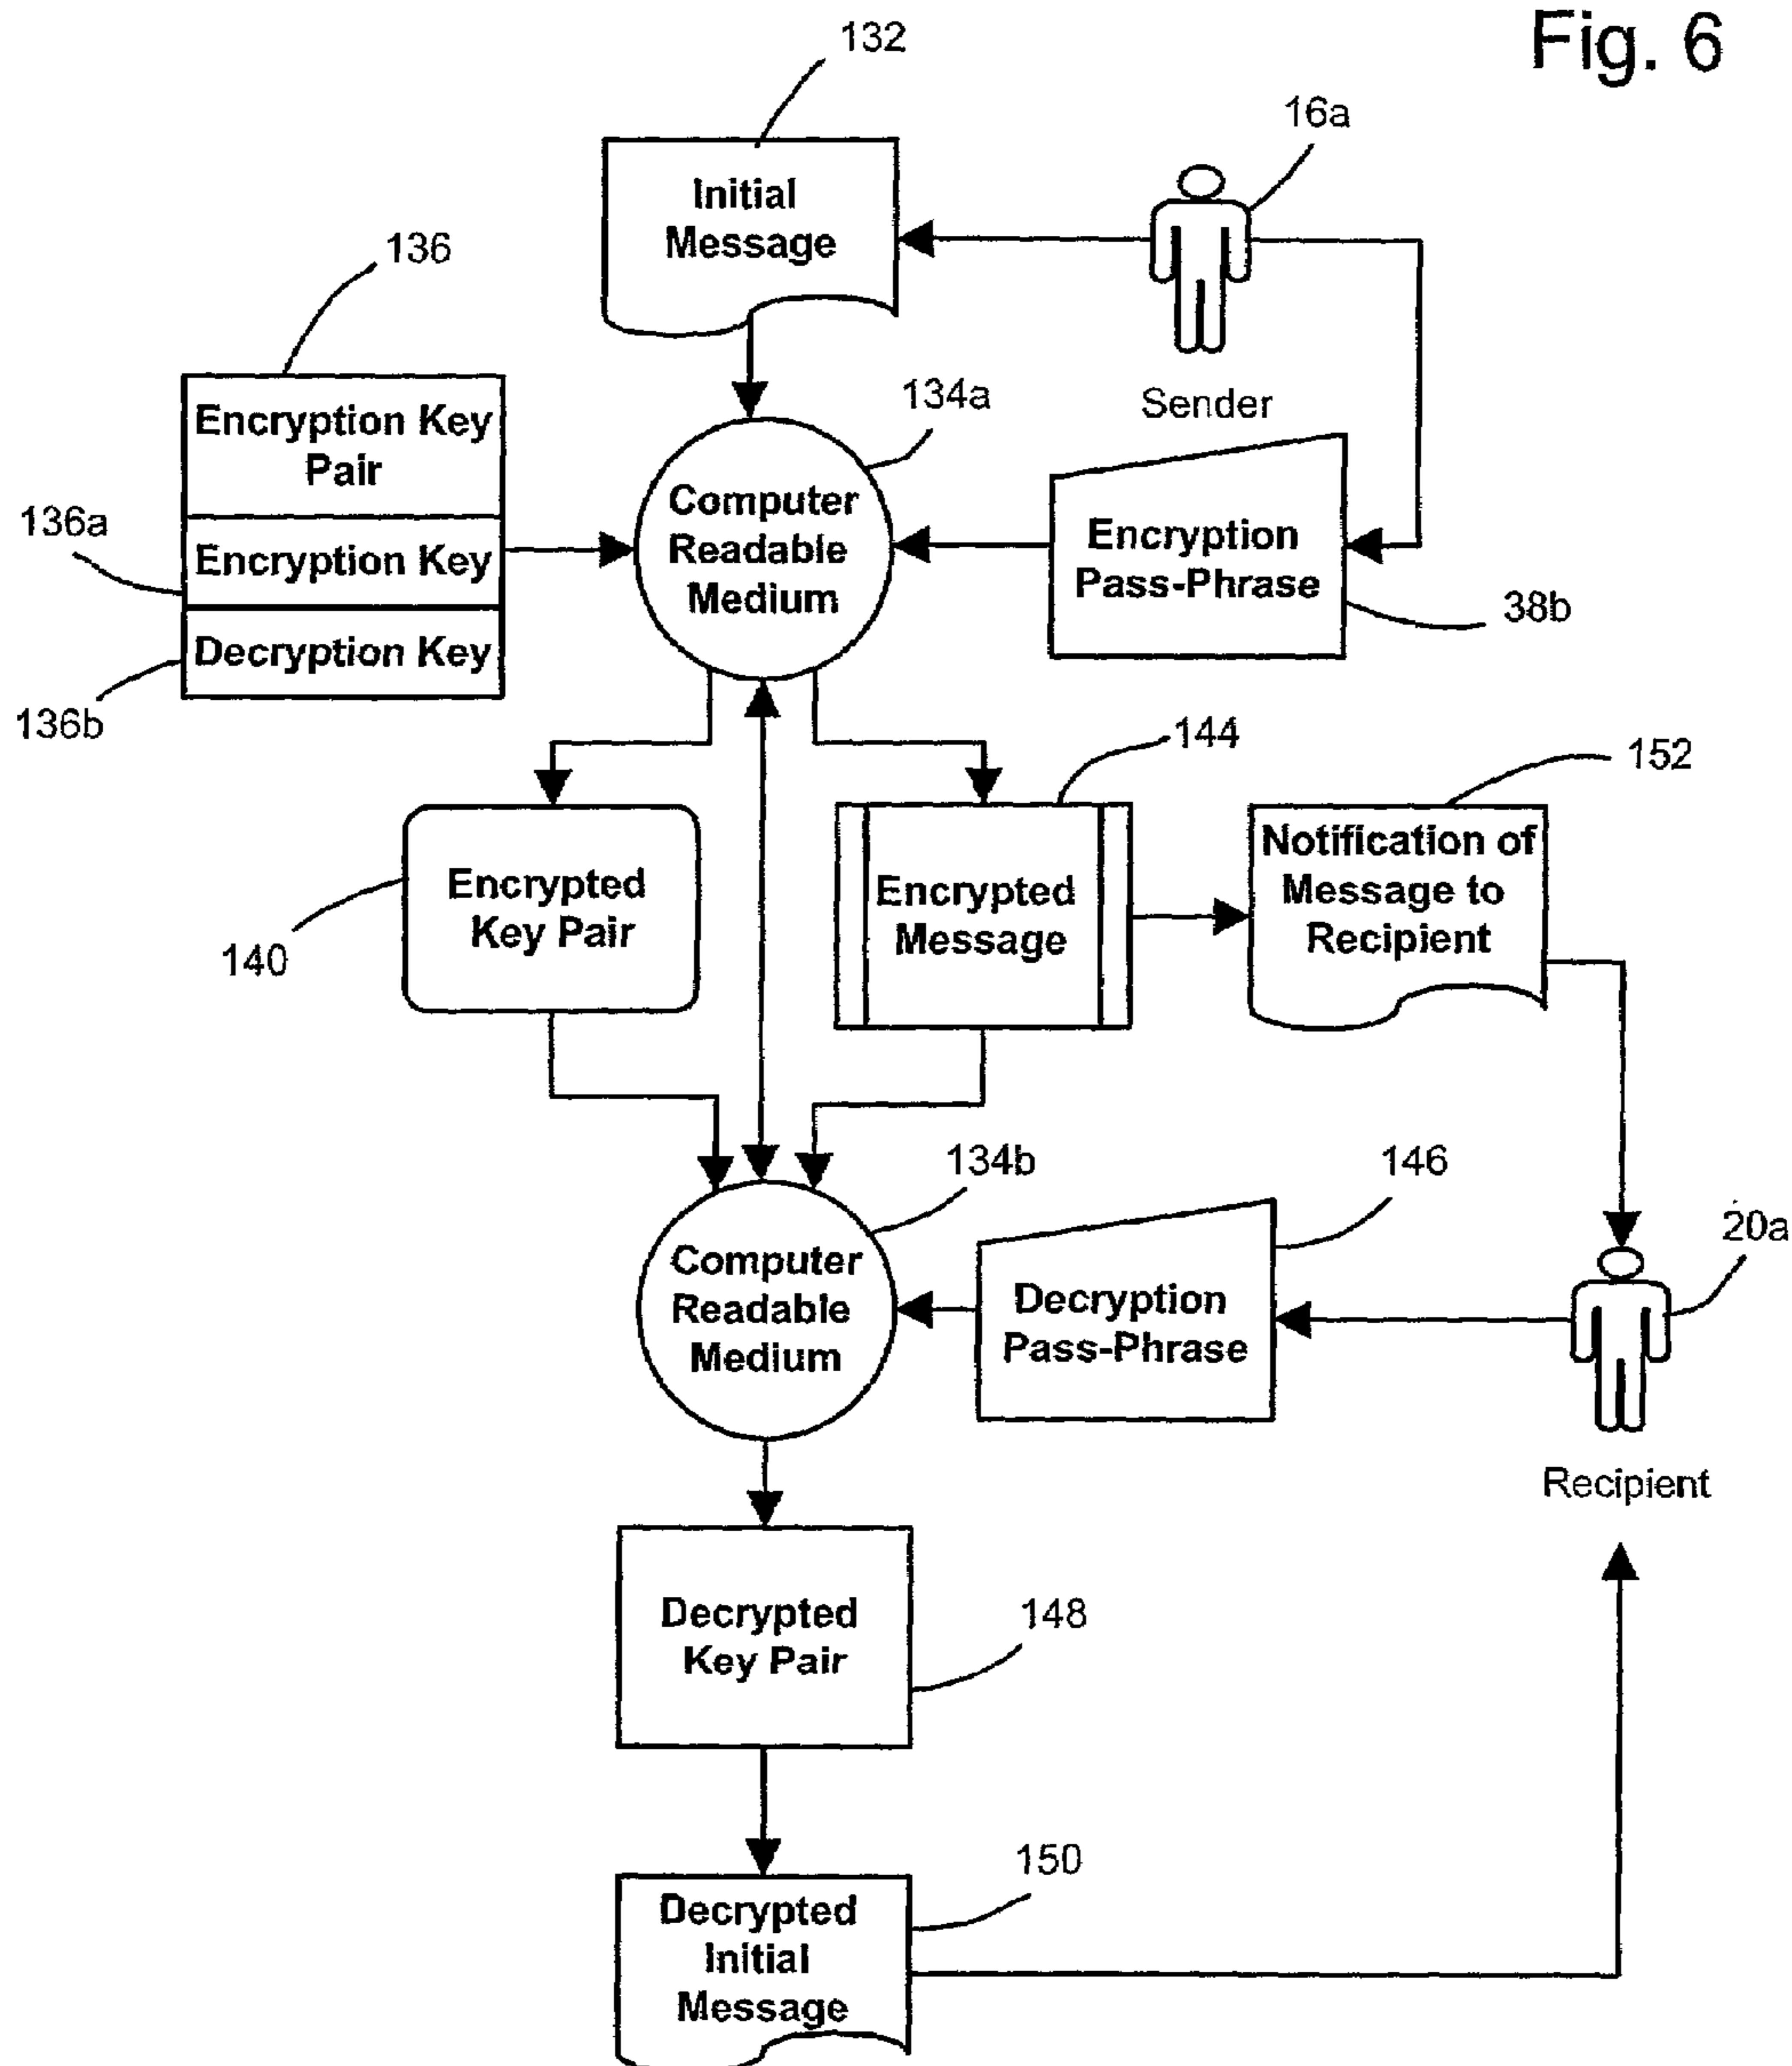 Fig. 6
132
16a
Initial
Message
136
Sender
134a
Encryption Key
Pair
136a
Encryption Key
Decryption Key
136b
Computer
Readable
Medium
Encryption
Pass-Phrase
38b
144
152
Encrypted
Key Pair
140
Encrypted
Message
Notification of
Message to
Recipient
134b
146
20a
Computer
Readable
Medium
Decryption
Pass-Phrase
Recipient
Decrypted
Key Pair
148
150
Decrypted
Initial
Message